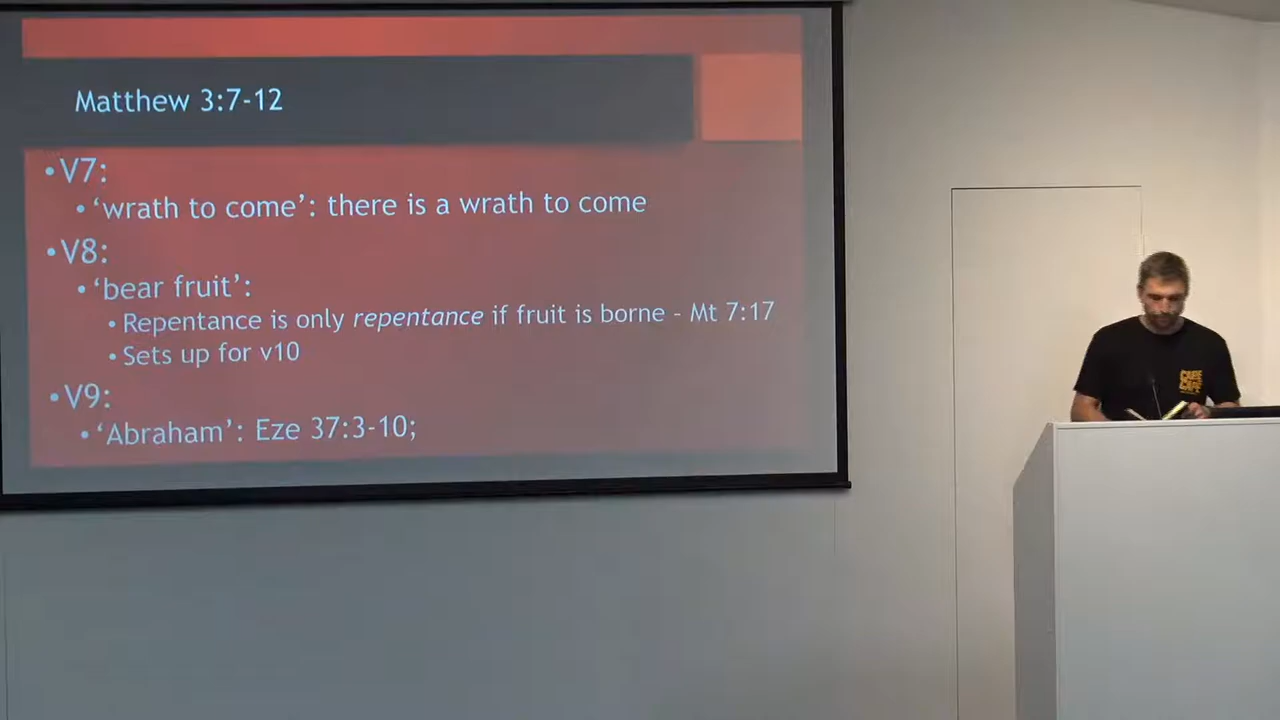 Matthew 3:7-12
•V7:
•‘wrath to come’: there is a wrath to come
•V8:
•‘bear fruit’:
•Repentance is only repentance if fruit is borne - Mt 7:17
•Sets up for v10
•V9:
•‘Abraham’: Eze 37:3-10;